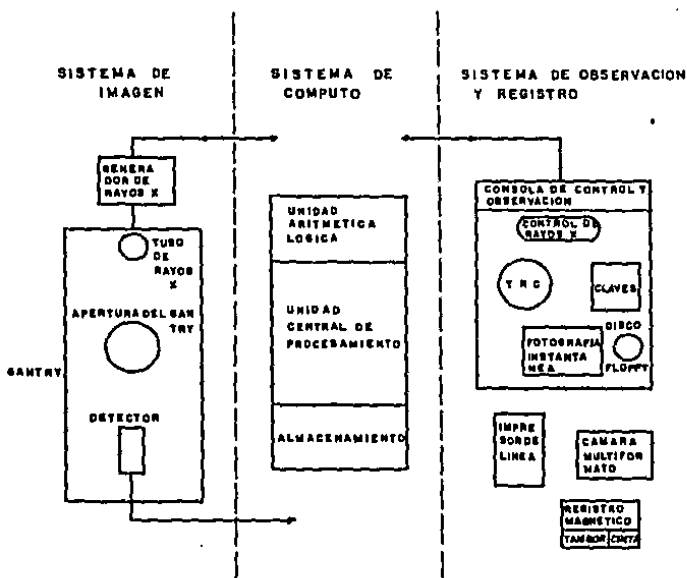 SISTEMA DE
IMAGEN
GENERA
DOR DE
RAYOS X
TUBO
DE
RAYOS
X
APERTURA DEL GAN
TRY
GANTRY
DETECTOR
SISTEMA DE
COMPUTO
UNIDAD
ARITMETICA
LOGICA
UNIDAD
CENTRAL DE
PROCESAMIENTO
ALMACENAMIENTO
SISTEMA DE OBSERVACION
Y REGISTRO
CONSOLA DE CONTROL Y
OBSERVACION
CONTROL DE
RAYOS X
T R C
CLAVES
FOTOGRAFIA
INSTANTA
NEA
DISCO
FLOPPY
IMPRE
SOR DE
LINEA
CAMARA
MULTIFOR
MATO
REGISTRO
MAGNETICO
TAMBOR CINTA